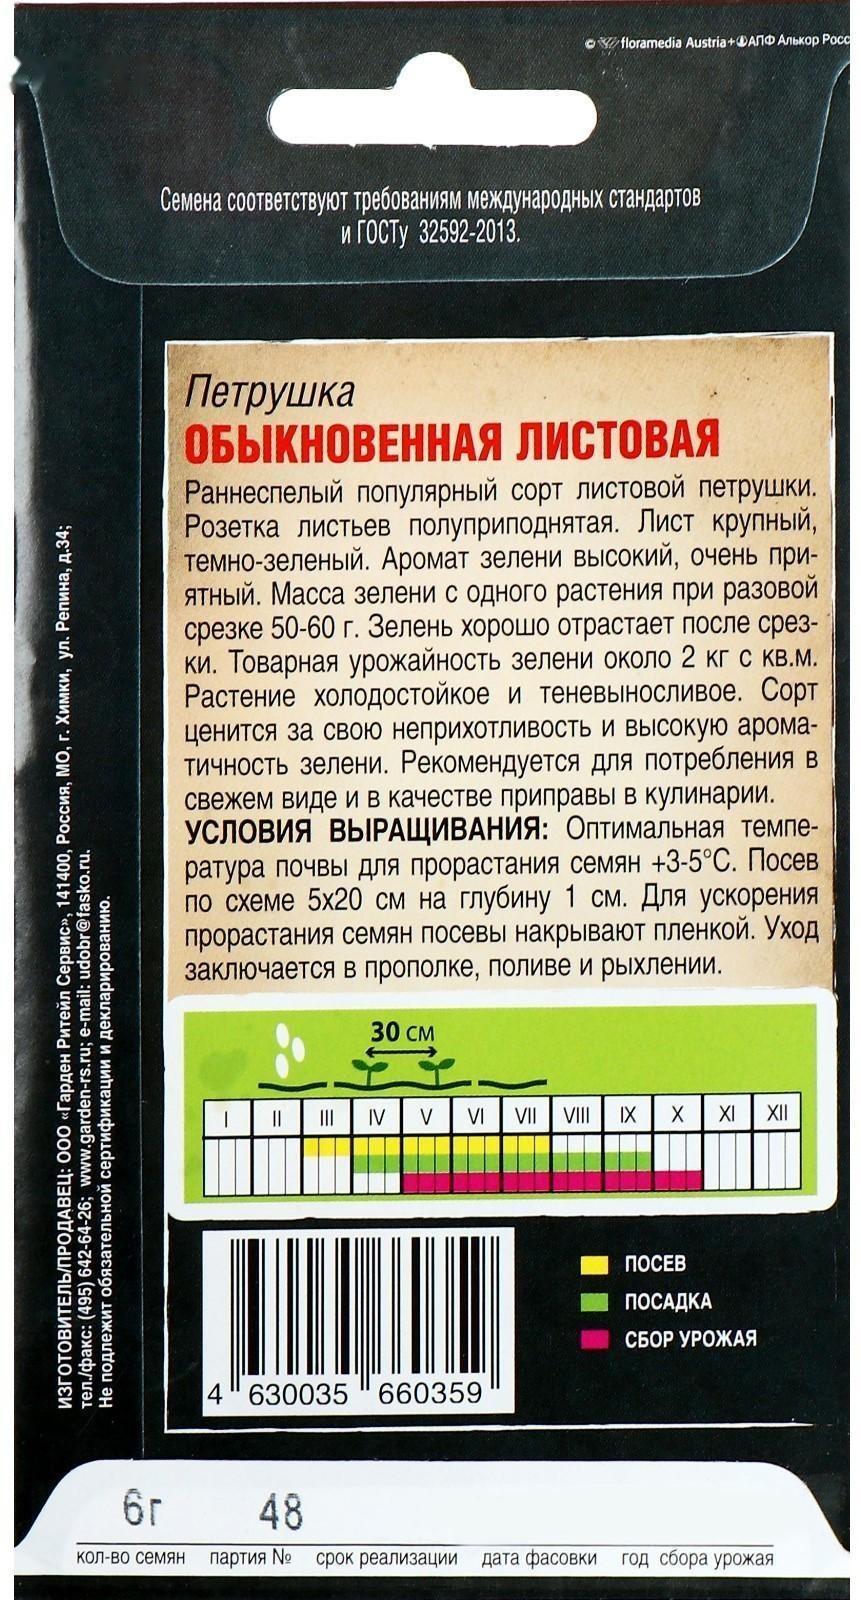 © floramedia Austria+АПФ Алькор Росс
Семена соответствуют требованиям международных стандартов
и ГОСТу 32592-2013.
Петрушка
ОБЫКНОВЕННАЯ ЛИСТОВАЯ
Раннеспелый популярный сорт листовой петрушки.
Розетка листьев полуприподнятая. Лист крупный,
темно-зеленый. Аромат зелени высокий, очень при-
ятный. Масса зелени с одного растения при разовой
срезке 50-60 г. Зелень хорошо отрастает после срез-
ки. Товарная урожайность зелени около 2 кг с кв.м.
Растение холодостойкое и теневыносливое. Сорт
ценится за свою неприхотливость и высокую арома-
тичность зелени. Рекомендуется для потребления в
свежем виде и в качестве приправы в кулинарии.
УСЛОВИЯ ВЫРАЩИВАНИЯ: Оптимальная темпе-
ратура почвы для прорастания семян +3-5°С. Посев
по схеме 5х20 см на глубину 1 см. Для ускорения
прорастания семян посевы накрывают пленкой. Уход
заключается в прополке, поливе и рыхлении.
30 СМ
I II III IV V VI VII VIII IX X XI XII
ПОСЕВ
ПОСАДКА
СБОР УРОЖАЯ
4 630035 660359
ИЗГОТОВИТЕЛЬ/ПРОДАВЕЦ: ООО «Гарден Ритейл Сервис», 141400, Россия, МО, г. Химки, ул. Репина, д.34;
тел./факс: (495) 642-64-26; www.garden-rs.ru; e-mail: udobr@fasko.ru.
Не подлежит обязательной сертификации и декларированию.
6г 48
кол-во семян партия № срок реализации дата фасовки год сбора урожая